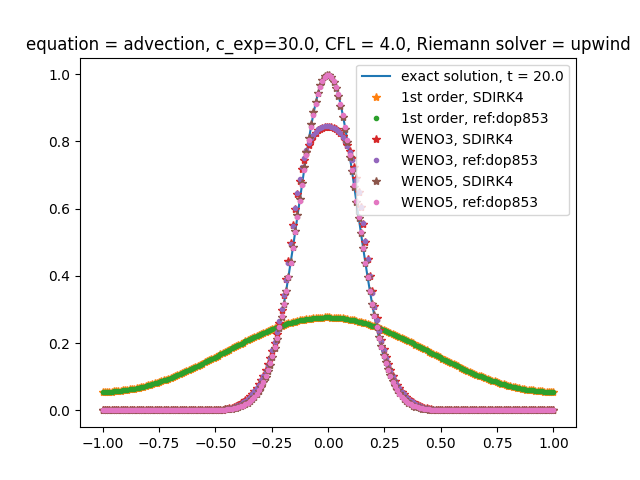 equation = advection, c_exp=30.0, CFL = 4.0, Riemann solver = upwind
exact solution, t = 20.0
1st order, SDIRK4
1st order, ref:dop853
WENO3, SDIRK4
WENO3, ref:dop853
WENO5, SDIRK4
WENO5, ref:dop853
1.0
0.8
0.6
0.4
0.2
0.0
−1.00 −0.75 −0.50 −0.25 0.00 0.25 0.50 0.75 1.00